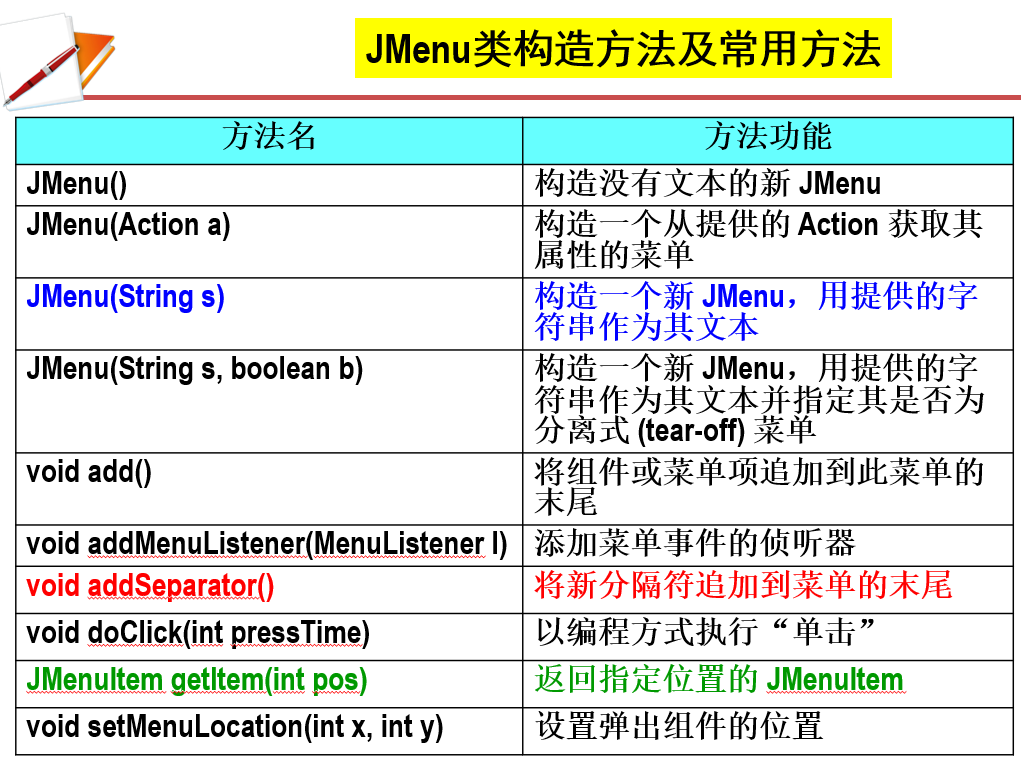 JMenu类构造方法及常用方法
方法名
方法功能
JMenu()
构造没有文本的新 JMenu
JMenu(Action a)
构造一个从提供的 Action 获取其
属性的菜单
JMenu(String s)
构造一个新 JMenu，用提供的字
符串作为其文本
JMenu(String s, boolean b)
构造一个新 JMenu，用提供的字
符串作为其文本并指定其是否为
分离式 (tear-off) 菜单
void add()
将组件或菜单项追加到此菜单的
末尾
void addMenuListener(MenuListener l)
添加菜单事件的侦听器
void addSeparator()
将新分隔符追加到菜单的末尾
void doClick(int pressTime)
以编程方式执行“单击”
JMenuItem getItem(int pos)
返回指定位置的 JMenuItem
void setMenuLocation(int x, int y)
设置弹出组件的位置